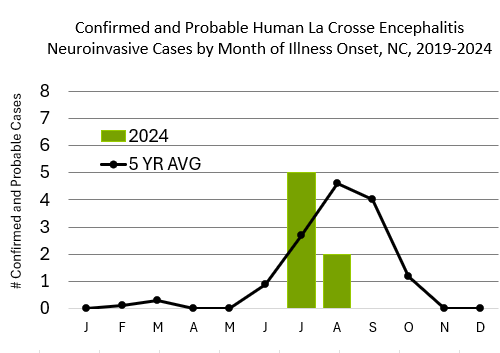 Confirmed and Probable Human La Crosse Encephalitis
Neuroinvasive Cases by Month of Illness Onset, NC, 2019-2024
# Confirmed and Probable Cases
8
7
6
5
4
3
2
1
0
2024
5 YR AVG
J F M A M J J A S O N D